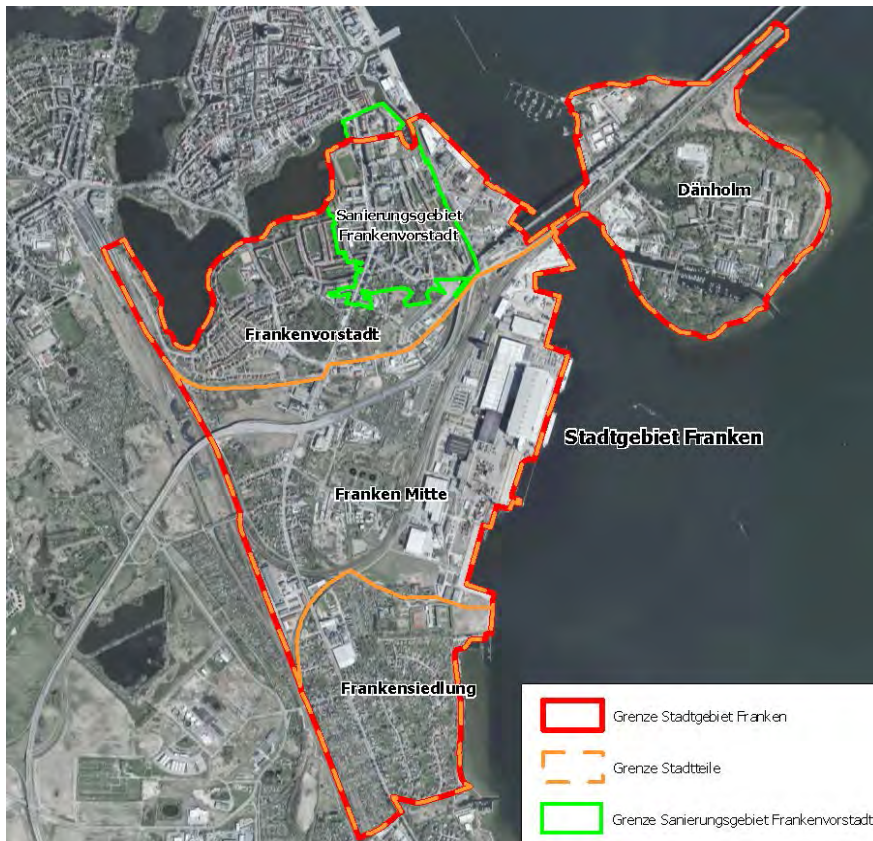 Dänholm
Sanierungsgebiet
Frankenvorstadt
Frankenvorstadt
Stadtgebiet Franken
Franken Mitte
Frankensiedlung
Grenze Stadtgebiet Franken
Grenze Stadtteile
Grenze Sanierungsgebiet Frankenvorstadt